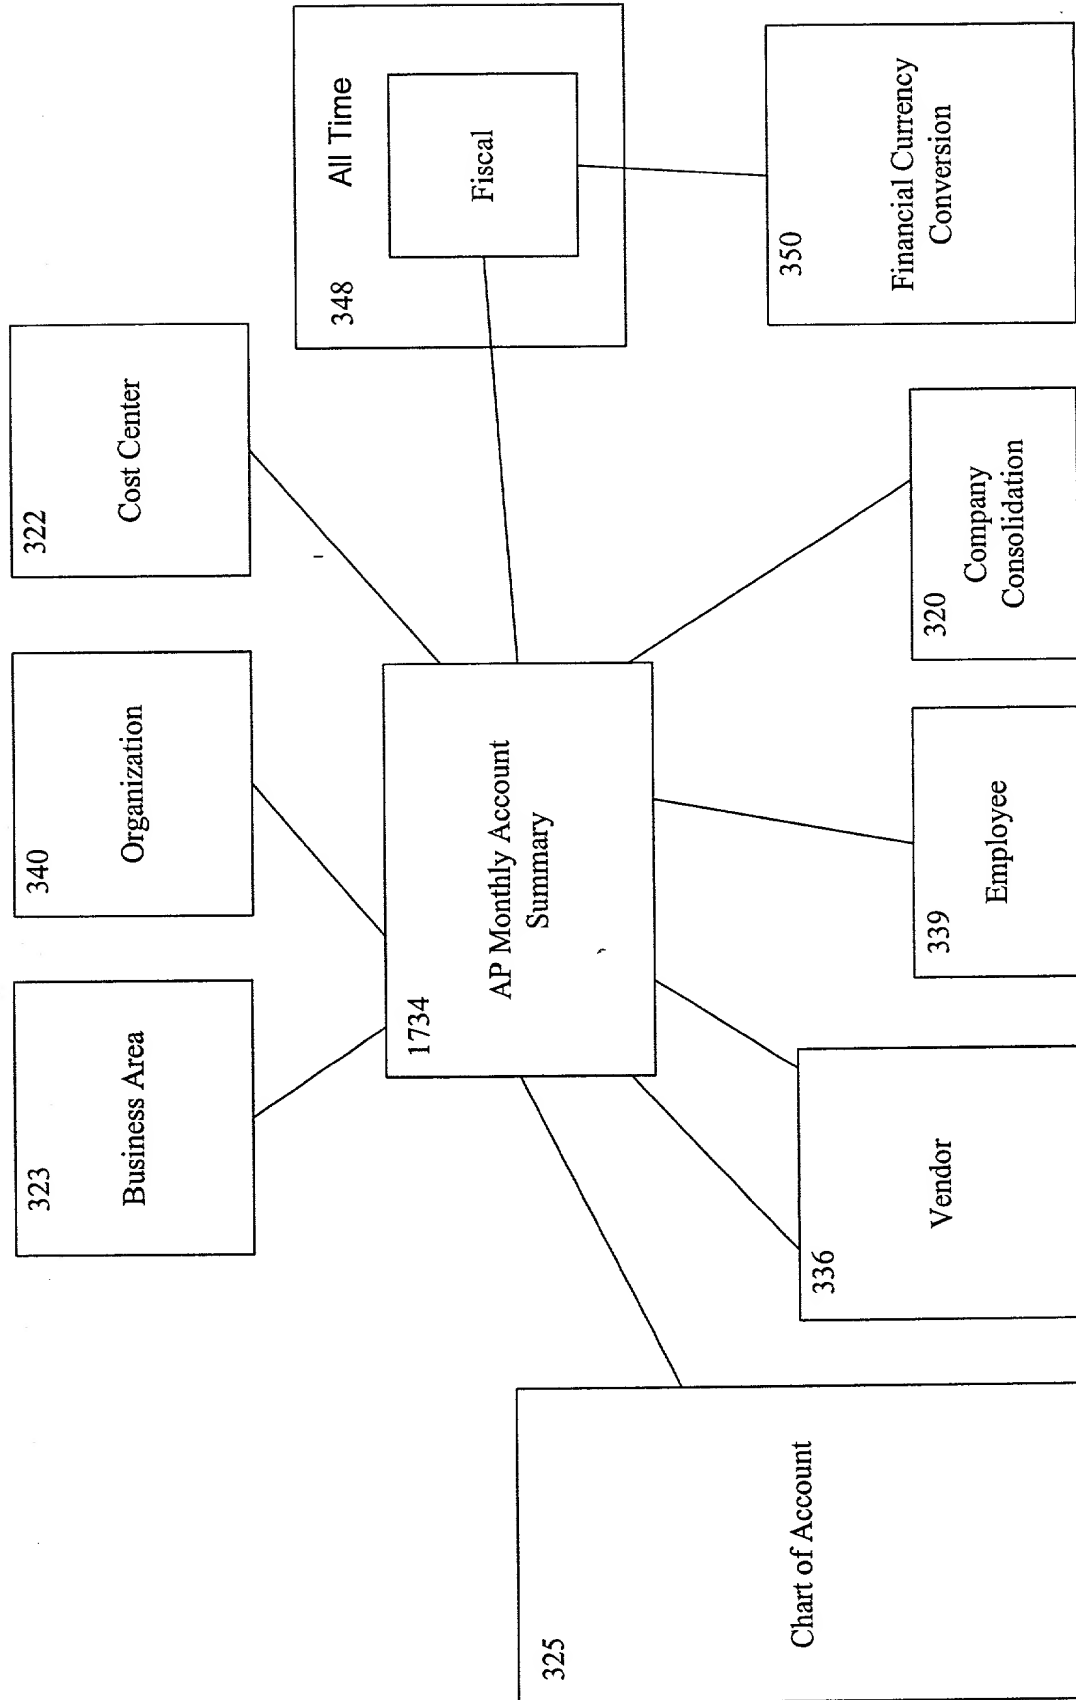 323
Business Area
340
Organization
322
Cost Center
348
All Time
Fiscal
1734
AP Monthly Account
Summary
325
Chart of Account
336
Vendor
339
Employee
320
Company
Consolidation
350
Financial Currency
Conversion